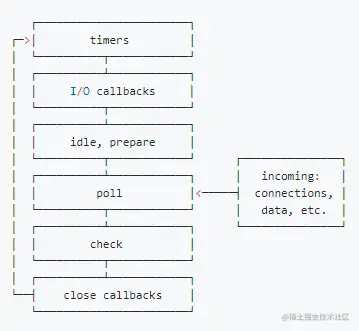 timers
I/O callbacks
idle, prepare
poll
incoming:
connections,
data, etc.
check
close callbacks
@稀土掘金技术社区